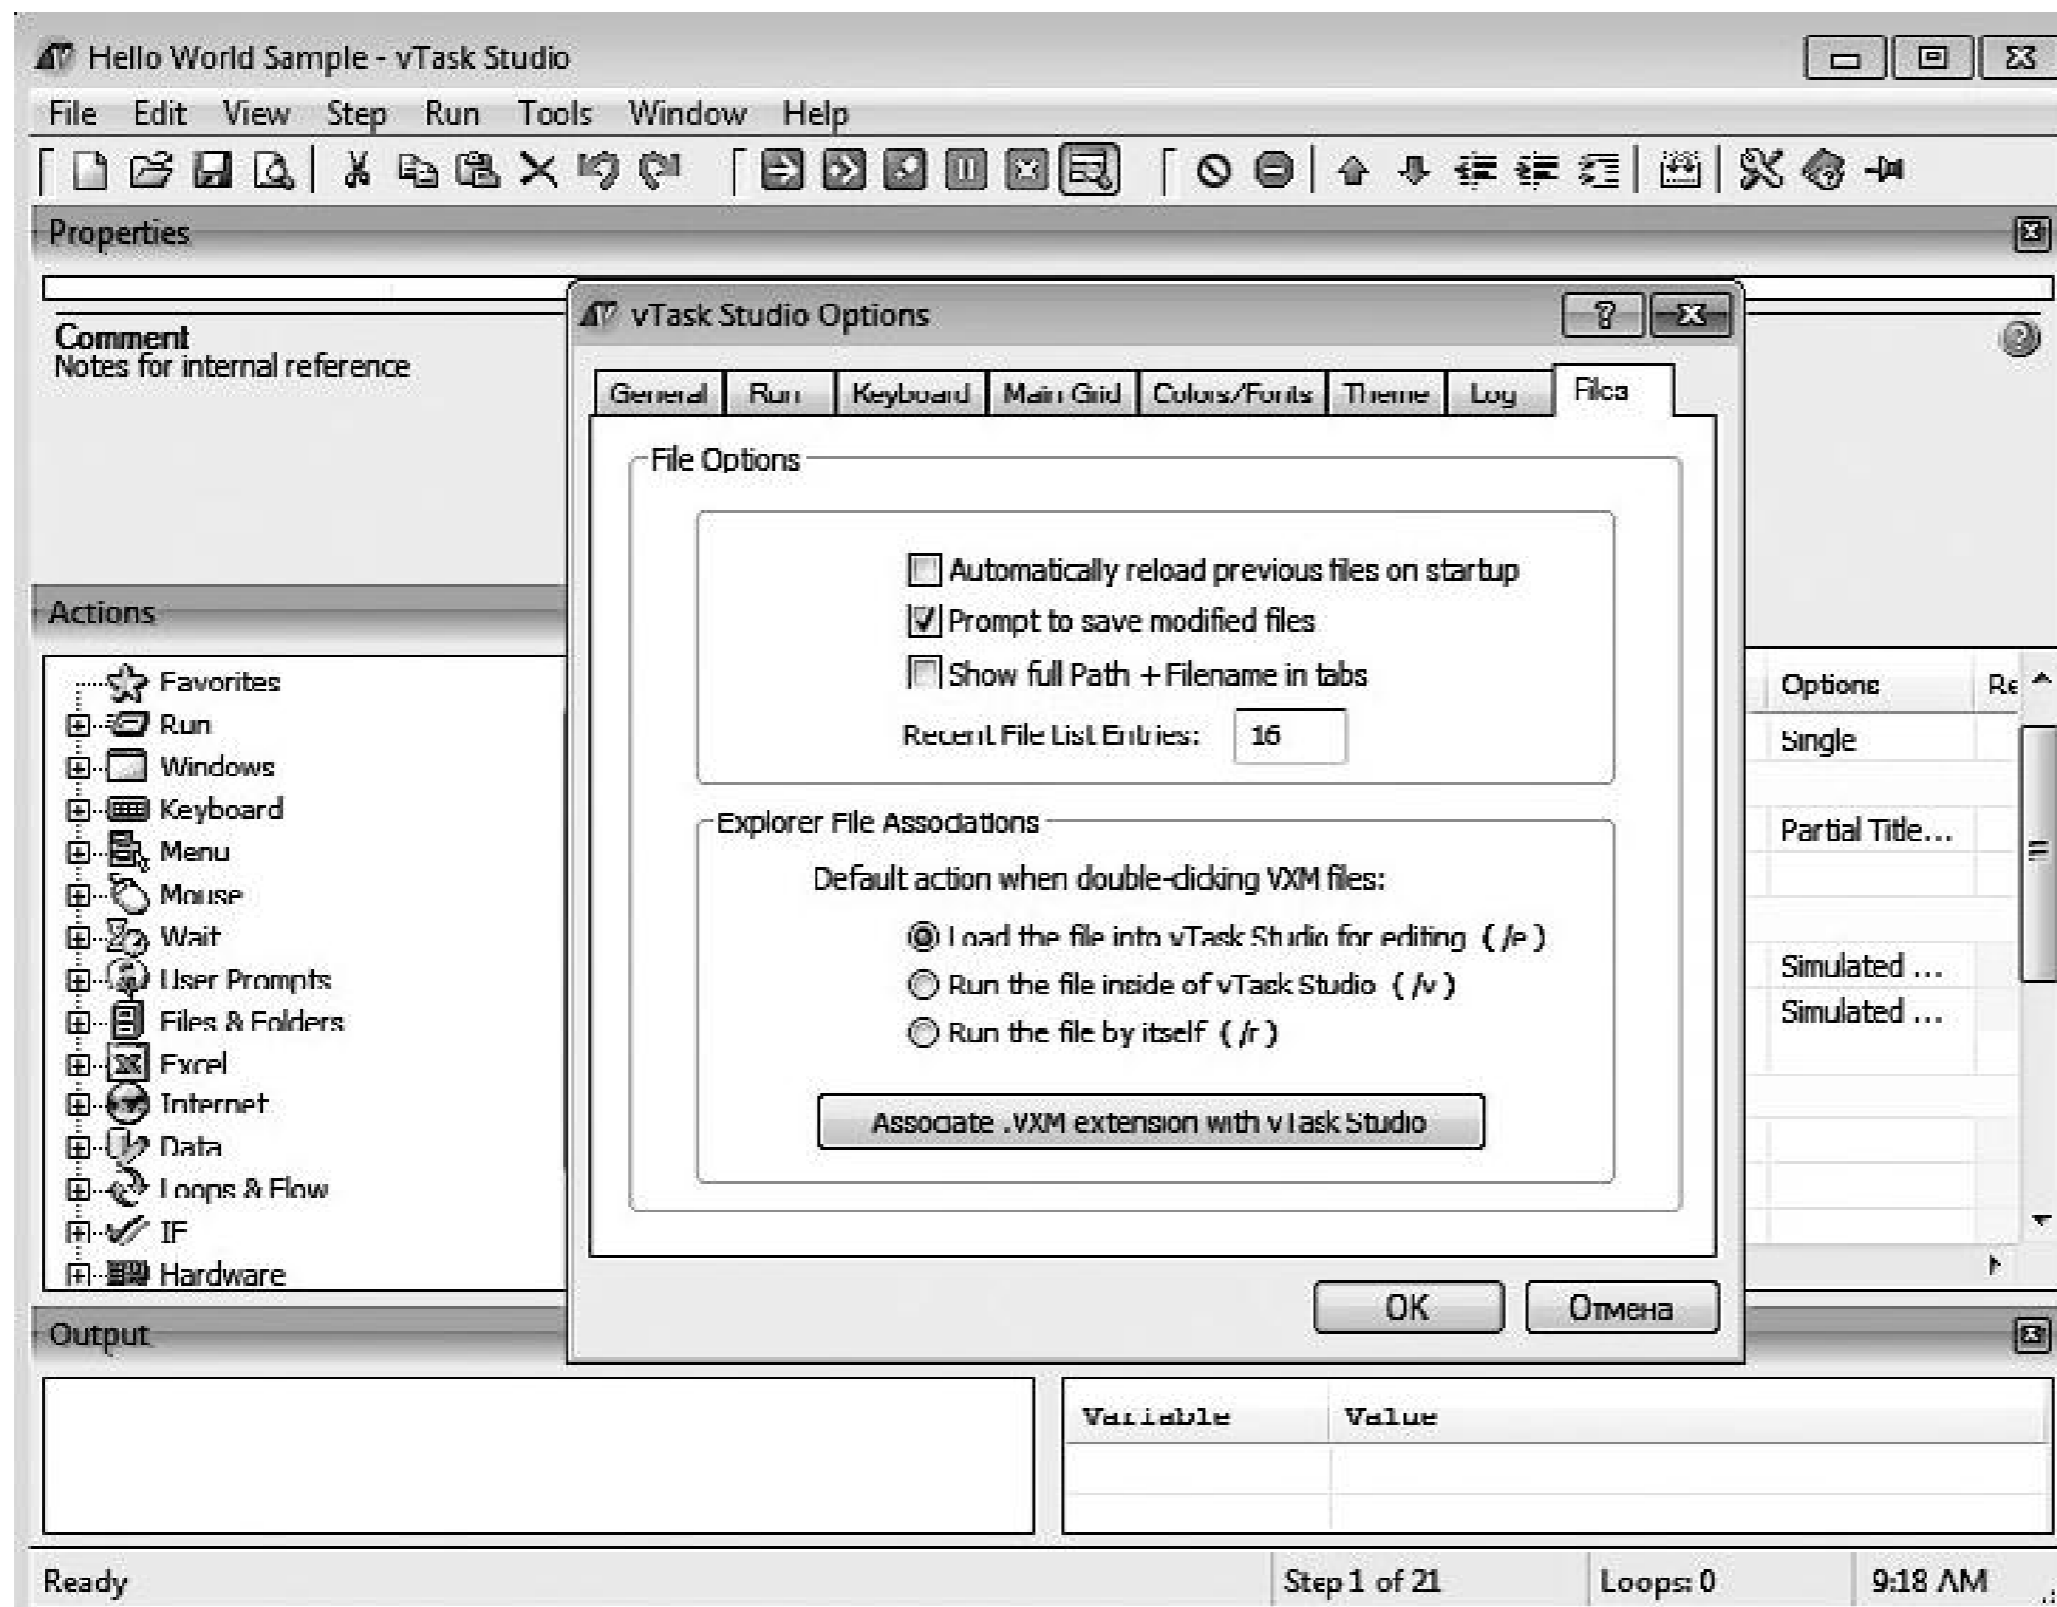 Hello World Sample - vTask Studio
File Edit View Step Run Tools Window Help
Properties
Comment
Notes for internal reference
vTask Studio Options
General Run Keyboard Main Grid Colors/Fonts Theme Log Files
File Options
Automatically reload previous files on startup
Prompt to save modified files
Show full Path + Filename in tabs
Recent File List Entries: 16
Explorer File Associations
Default action when double-clicking VXM files:
Load the file into vTask Studio for editing ( /e )
Run the file inside of vTask Studio ( /v )
Run the file by itself ( /r )
Associate .VXM extension with vTask Studio
OK Отмена
Actions
Favorites
Run
Windows
Keyboard
Menu
Mouse
Wait
User Prompts
Files & Folders
Excel
Internet
Data
Loops & Flow
IF
Hardware
Options Re
Single
Partial Title...
Simulated ...
Simulated ...
Output
Variable Value
Ready Step 1 of 21 Loops: 0 9:18 AM